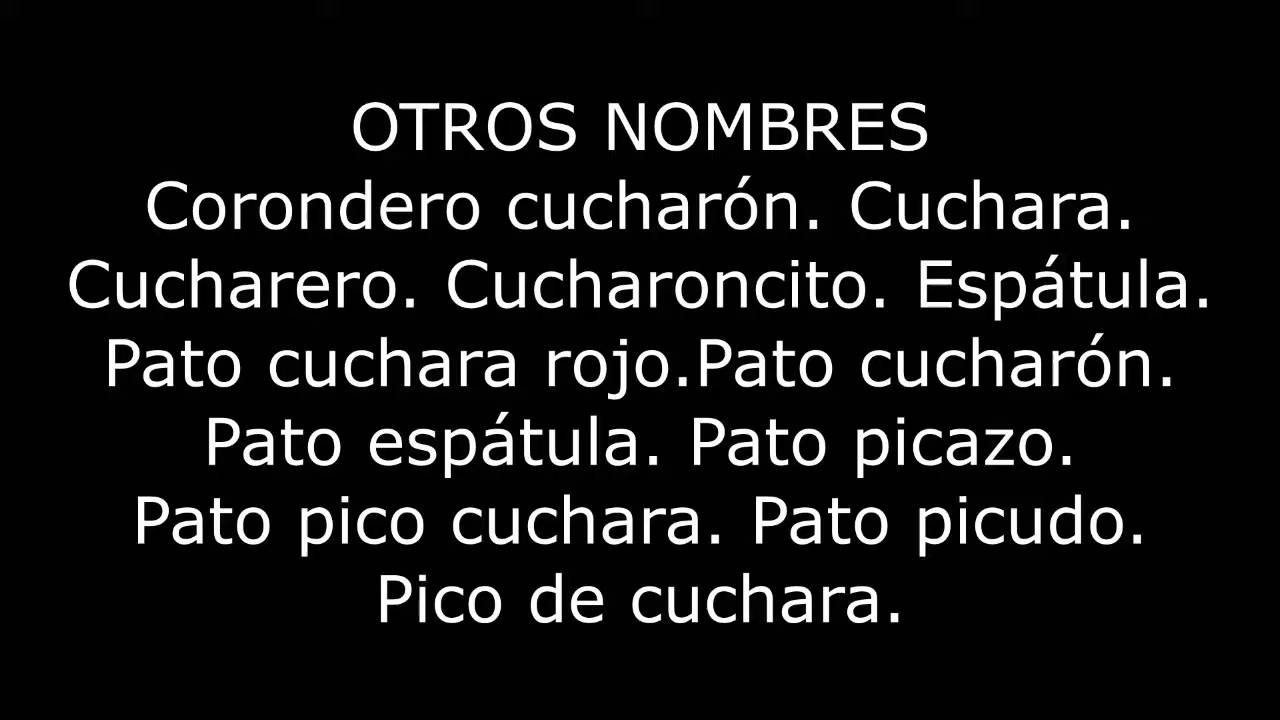 OTROS NOMBRES
Corondero cucharón. Cuchara.
Cucharero. Cucharoncito. Espátula.
Pato cuchara rojo.Pato cucharón.
Pato espátula. Pato picazo.
Pato pico cuchara. Pato picudo.
Pico de cuchara.